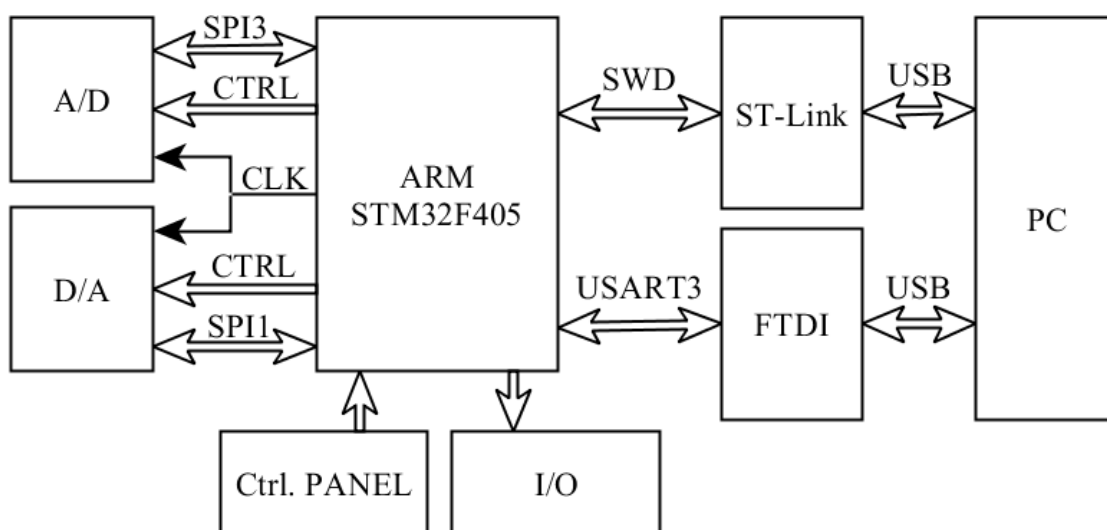 SPI3
A/D
CTRL
CLK
D/A
CTRL
SPI1
ARM
STM32F405
SWD
ST-Link
USB
PC
USART3
FTDI
USB
Ctrl. PANEL
I/O